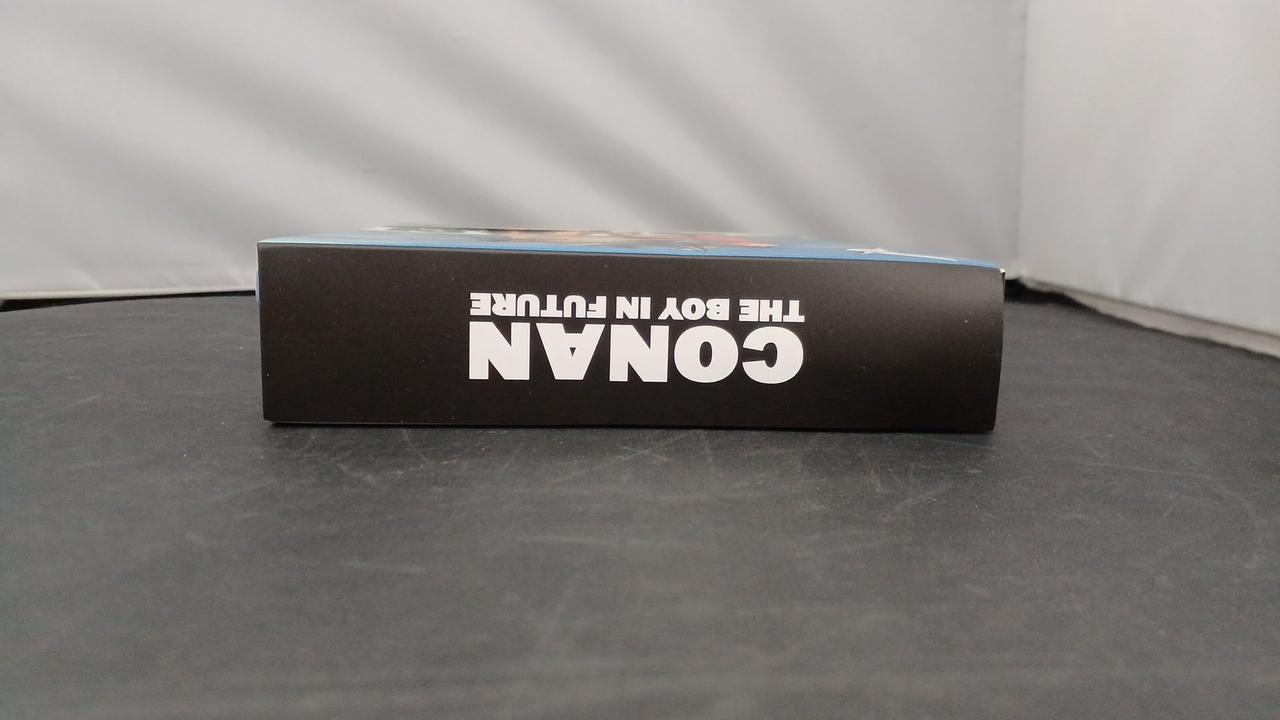 CONAN
THE BOY IN FUTURE